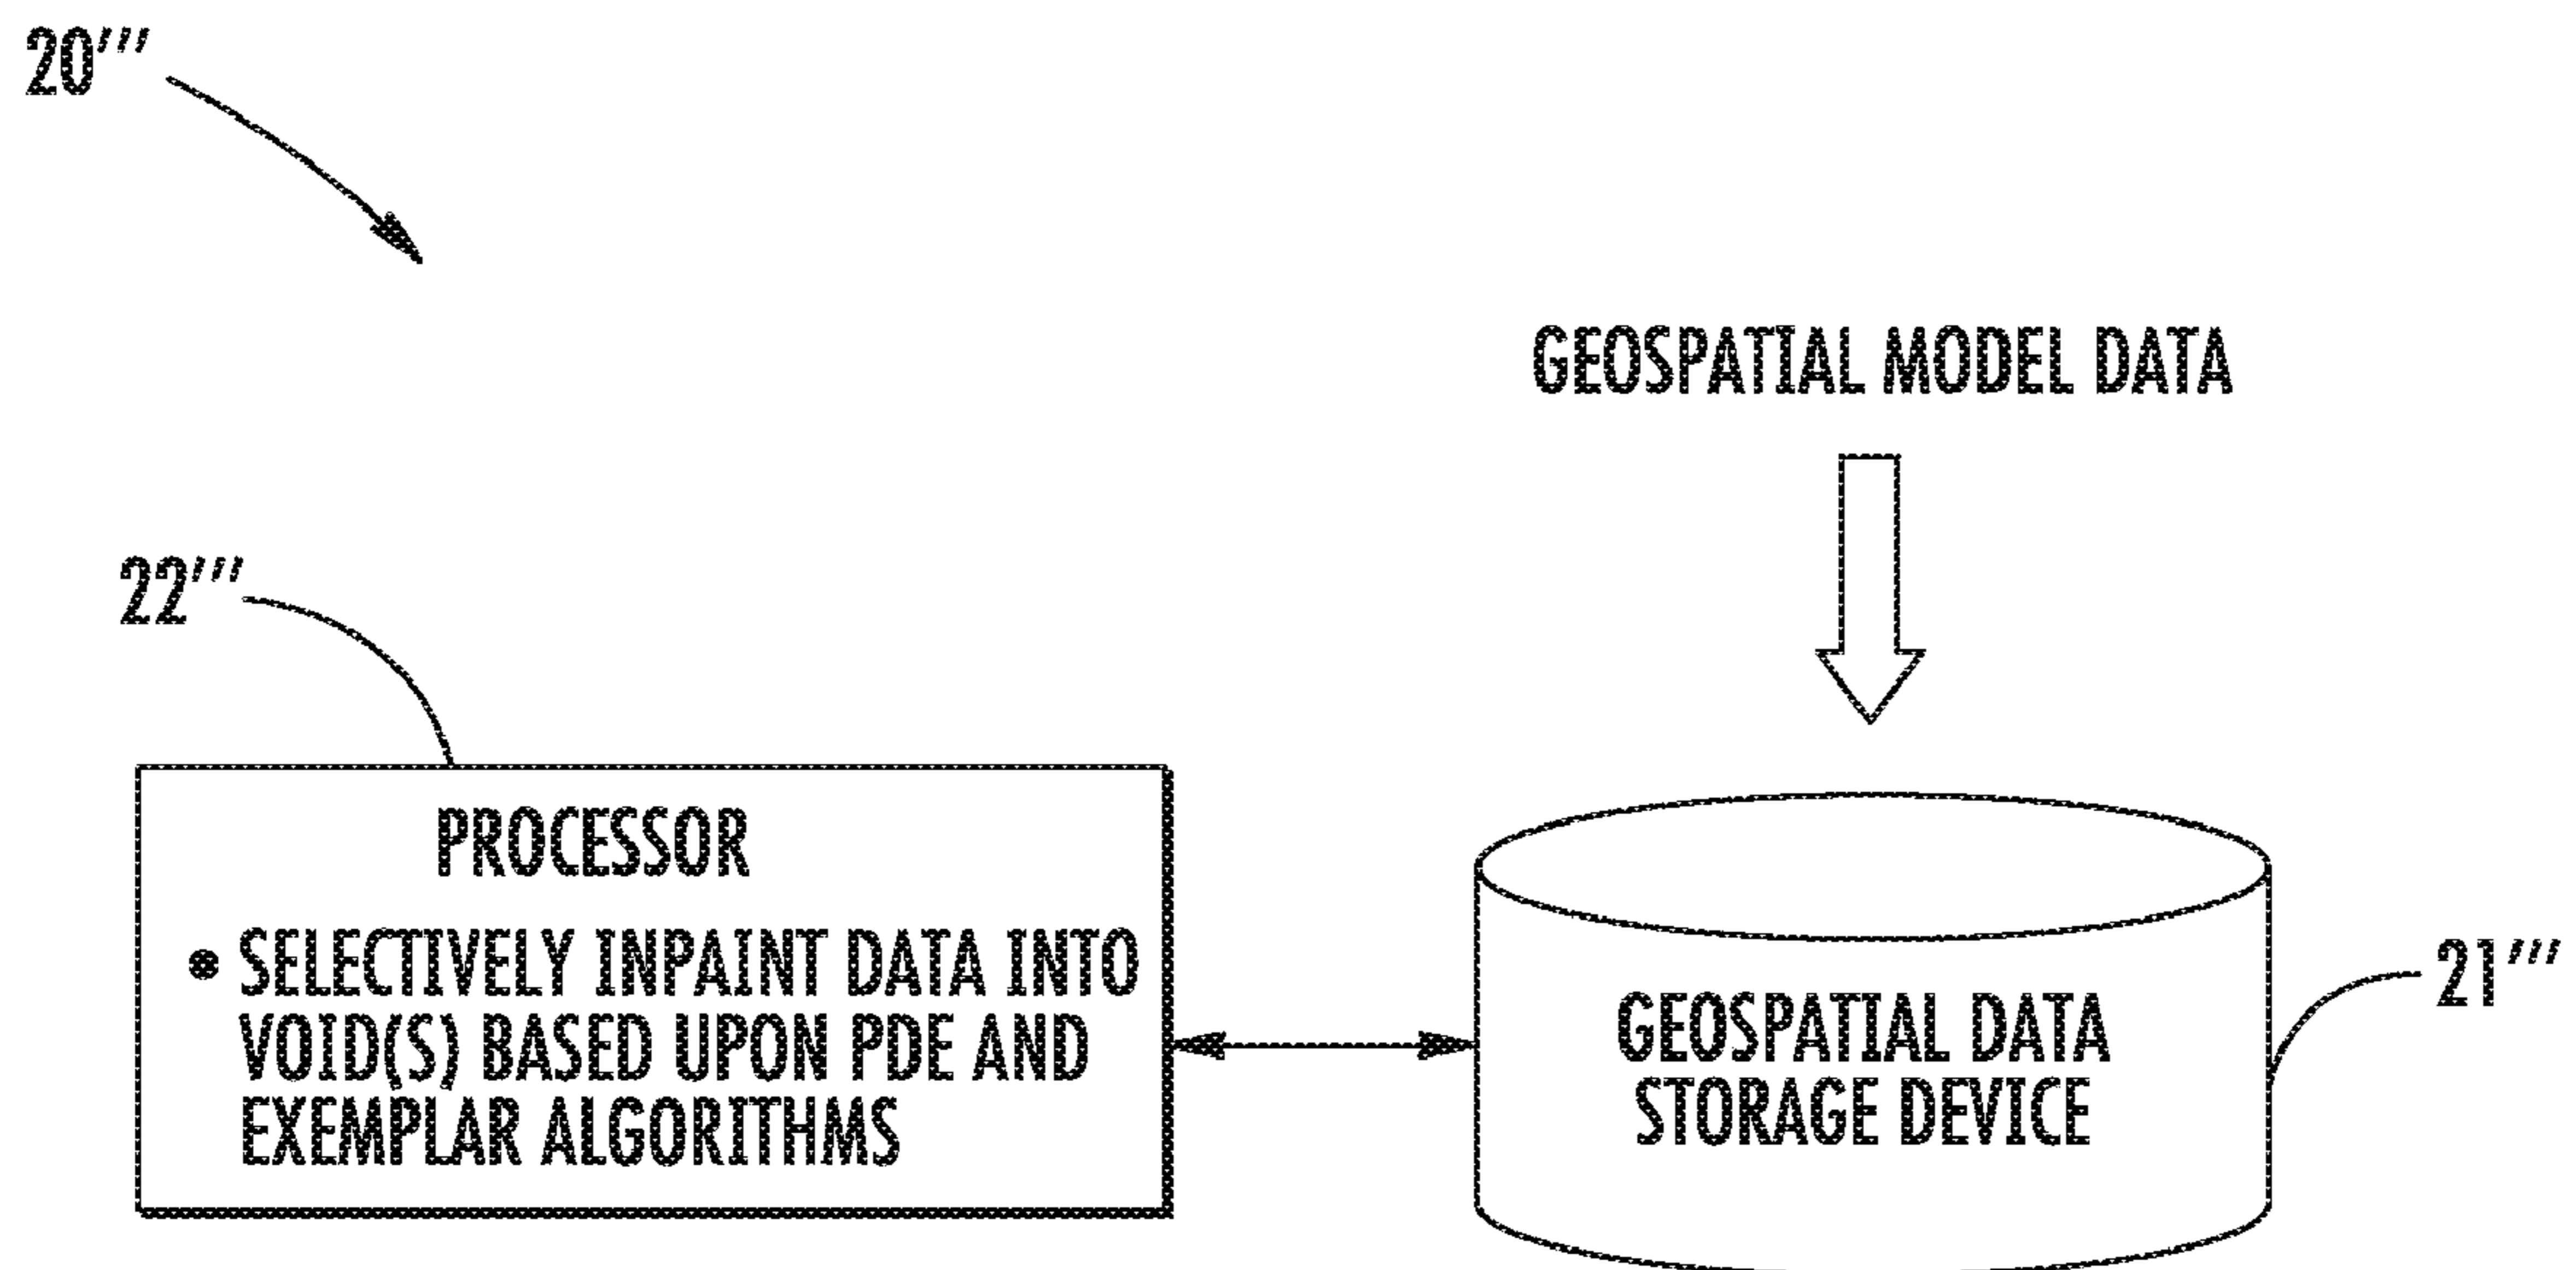 20'''
GEOSPATIAL MODEL DATA
22'''
PROCESSOR
• SELECTIVELY INPAINT DATA INTO
VOID(S) BASED UPON PDE AND
EXEMPLAR ALGORITHMS
GEOSPATIAL DATA
STORAGE DEVICE
21'''